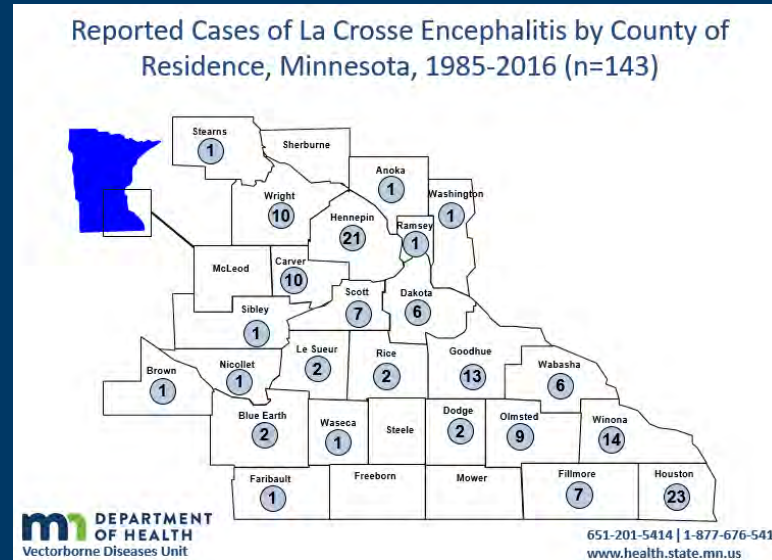 Reported Cases of La Crosse Encephalitis by County of
Residence, Minnesota, 1985-2016 (n=143)
Stearns
1
Sherburne
Anoka
1
Washington
1
Wright
10
Hennepin
21
Ramsey
1
McLeod
Carver
10
Scott
7
Dakota
6
Sibley
1
Brown
1
Nicollet
1
Le Sueur
2
Rice
2
Goodhue
13
Wabasha
6
Blue Earth
2
Waseca
1
Steele
Dodge
2
Olmsted
9
Winona
14
Faribault
1
Freeborn
Mower
Fillmore
7
Houston
23
DEPARTMENT
OF HEALTH
Vectorborne Diseases Unit
651-201-5414 | 1-877-676-541
www.health.state.mn.us